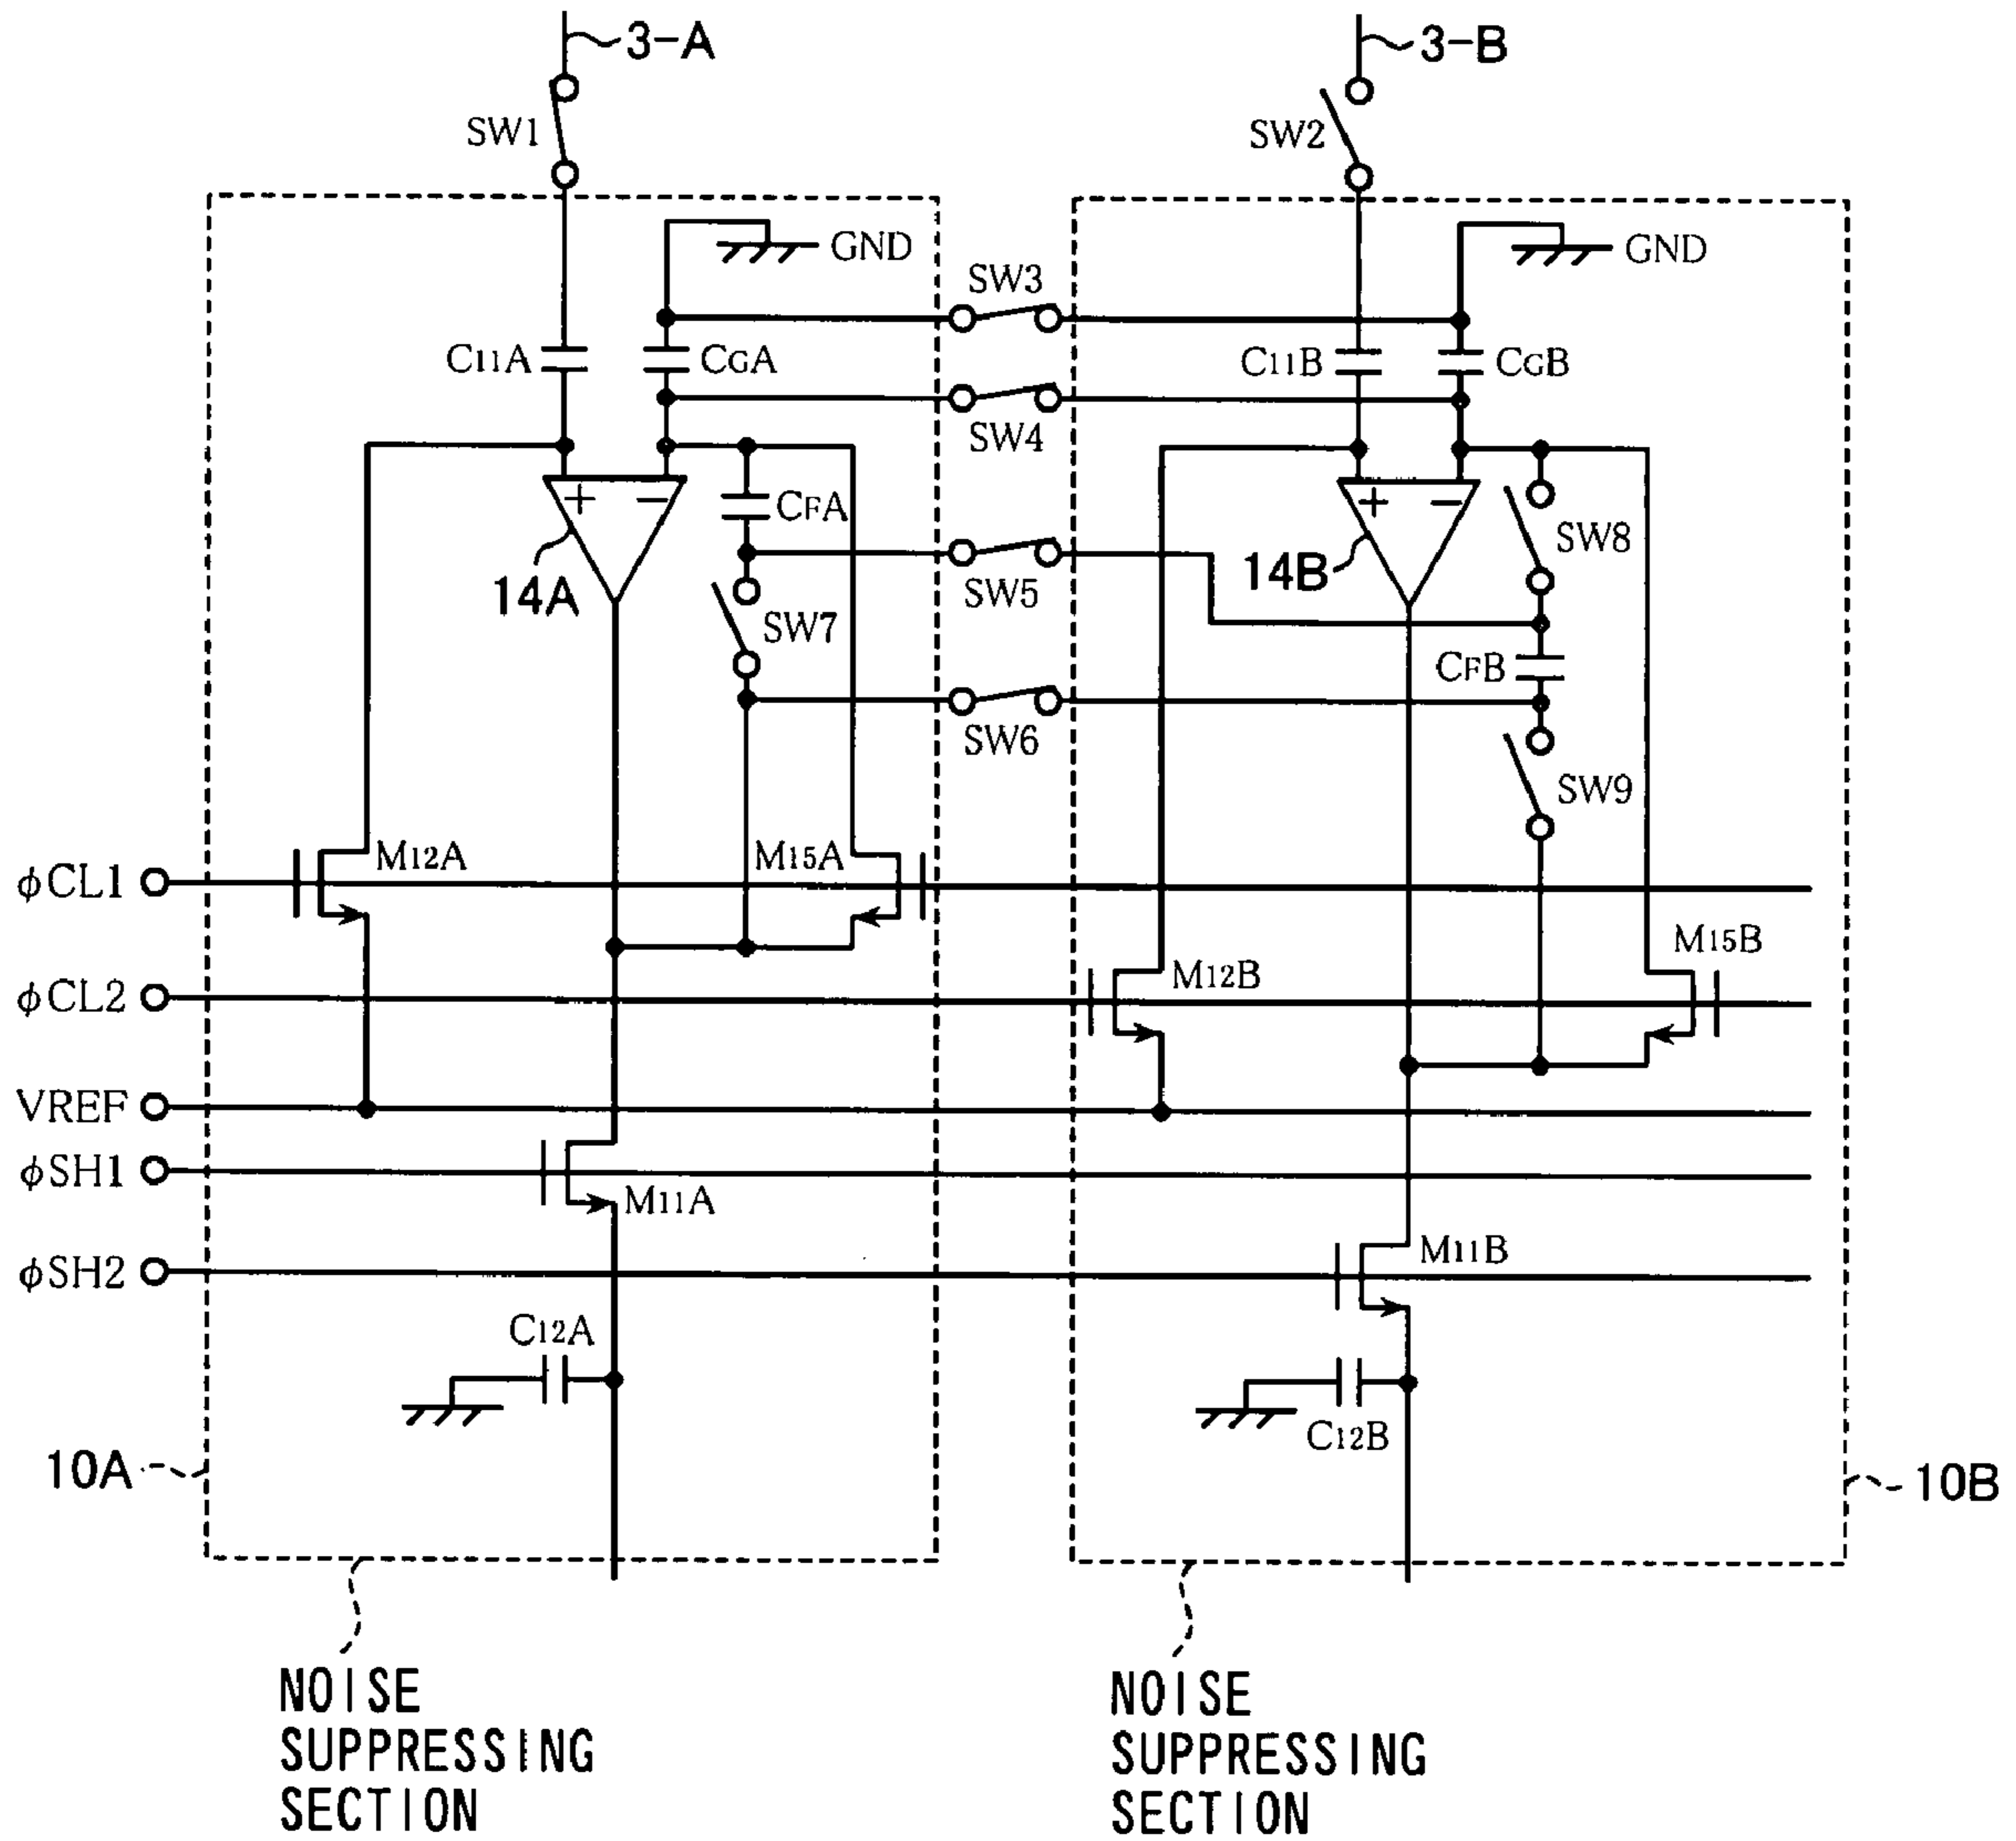 3-A
3-B
SW1
SW2
GND
GND
SW3
C11A
CGA
C11B
CGB
SW4
+
−
CFA
+
−
SW8
14A
SW5
14B
SW7
CFB
SW6
SW9
M12A
M15A
φCL1
M15B
M12B
φCL2
VREF
φSH1
M11A
M11B
φSH2
C12A
C12B
10A
10B
NOISE
SUPPRESSING
SECTION
NOISE
SUPPRESSING
SECTION